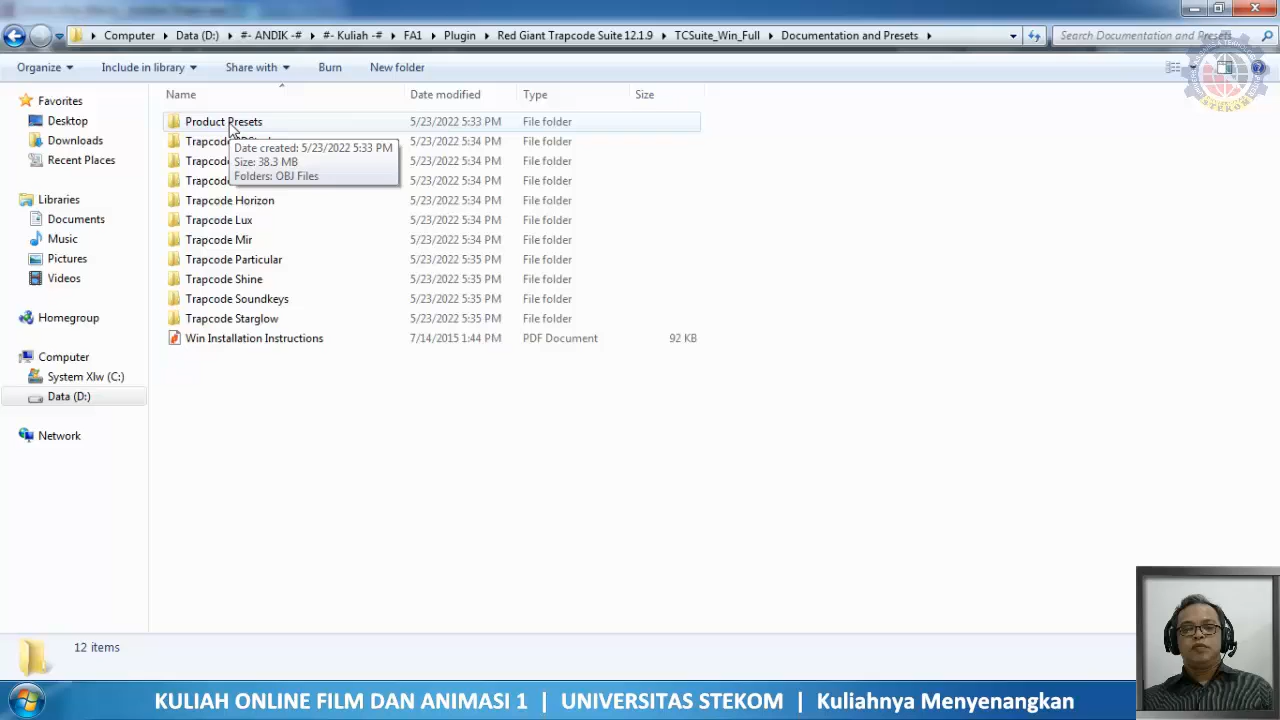 Computer ▸ Data (D:) ▸ #- ANDIK -# ▸ #- Kuliah -# ▸ FA1 ▸ Plugin ▸ Red Giant Trapcode Suite 12.1.9 ▸ TCSuite_Win_Full ▸ Documentation and Presets ▸
Search Documentation and Presets
Organize Include in library Share with Burn New folder
STEKOM
Name Date modified Type Size
Favorites
Desktop
Downloads
Recent Places
Libraries
Documents
Music
Pictures
Videos
Homegroup
Computer
System Xlw (C:)
Data (D:)
Network
Product Presets 5/23/2022 5:33 PM File folder
Trapcode 5/23/2022 5:34 PM File folder
Trapco 5/23/2022 5:34 PM File folder
Trapco 5/23/2022 5:34 PM File folder
Trapcode Horizon 5/23/2022 5:34 PM File folder
Trapcode Lux 5/23/2022 5:34 PM File folder
Trapcode Mir 5/23/2022 5:34 PM File folder
Trapcode Particular 5/23/2022 5:35 PM File folder
Trapcode Shine 5/23/2022 5:35 PM File folder
Trapcode Soundkeys 5/23/2022 5:35 PM File folder
Trapcode Starglow 5/23/2022 5:35 PM File folder
Win Installation Instructions 7/14/2015 1:44 PM PDF Document 92 KB
Date created: 5/23/2022 5:33 PM
Size: 38.3 MB
Folders: OBJ Files
12 items
KULIAH ONLINE FILM DAN ANIMASI 1 | UNIVERSITAS STEKOM | Kuliahnya Menyenangkan